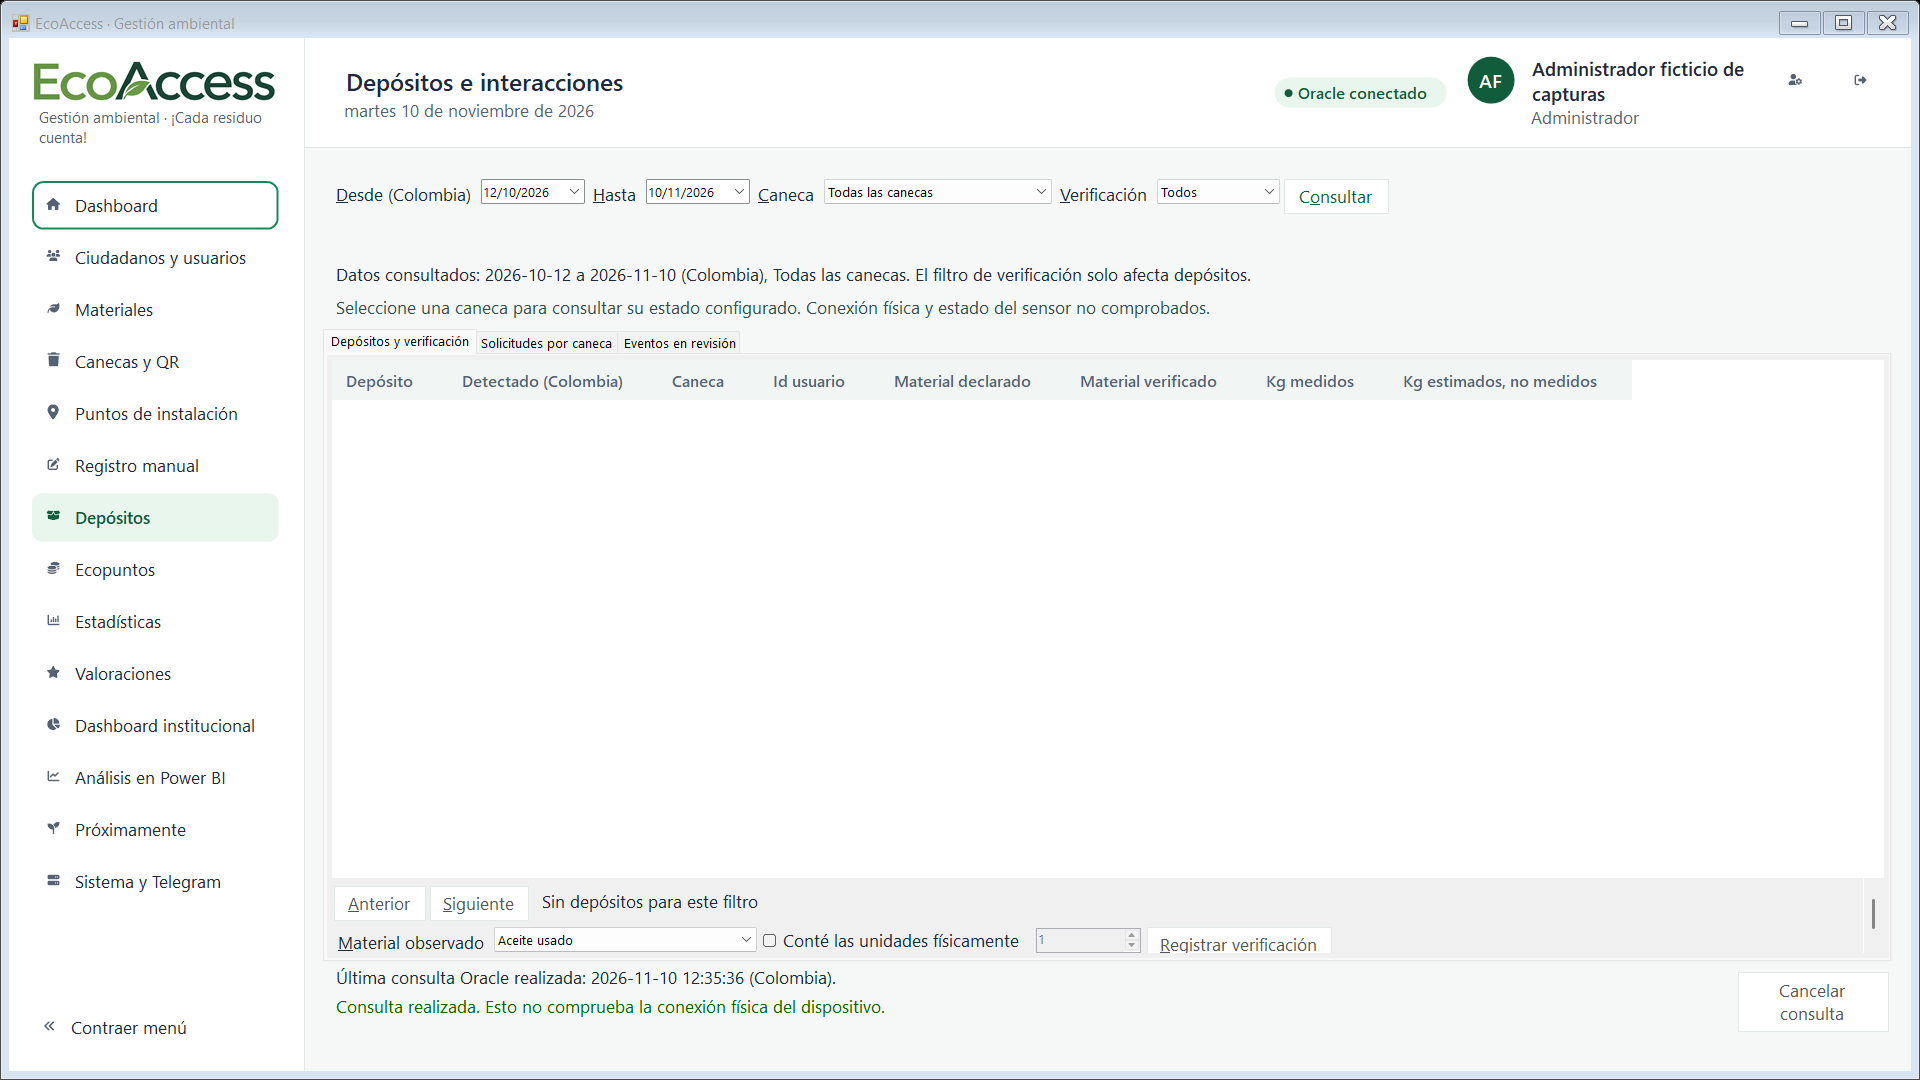 EcoAccess · Gestión ambiental
EcoAccess
Gestión ambiental · ¡Cada residuo
cuenta!
Dashboard
Ciudadanos y usuarios
Materiales
Canecas y QR
Puntos de instalación
Registro manual
Depósitos
Ecopuntos
Estadísticas
Valoraciones
Dashboard institucional
Análisis en Power BI
Próximamente
Sistema y Telegram
Contraer menú
Depósitos e interacciones
martes 10 de noviembre de 2026
Oracle conectado
AF
Administrador ficticio de
capturas
Administrador
Desde (Colombia) 12/10/2026 Hasta 10/11/2026 Caneca Todas las canecas Verificación Todos Consultar
Datos consultados: 2026-10-12 a 2026-11-10 (Colombia), Todas las canecas. El filtro de verificación solo afecta depósitos.
Seleccione una caneca para consultar su estado configurado. Conexión física y estado del sensor no comprobados.
Depósitos y verificación Solicitudes por caneca Eventos en revisión
Depósito Detectado (Colombia) Caneca Id usuario Material declarado Material verificado Kg medidos Kg estimados, no medidos
Anterior Siguiente Sin depósitos para este filtro
Material observado Aceite usado Conté las unidades físicamente 1 Registrar verificación
Última consulta Oracle realizada: 2026-11-10 12:35:36 (Colombia).
Consulta realizada. Esto no comprueba la conexión física del dispositivo.
Cancelar
consulta